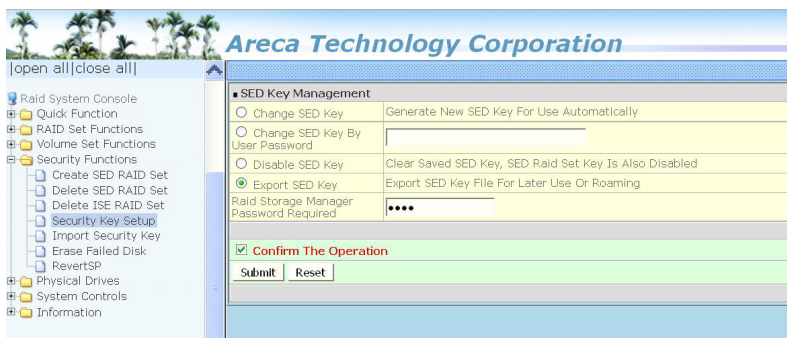 Areca Technology Corporation
|open all|close all|
Raid System Console
Quick Function
RAID Set Functions
Volume Set Functions
Security Functions
Create SED RAID Set
Delete SED RAID Set
Delete ISE RAID Set
Security Key Setup
Import Security Key
Erase Failed Disk
RevertSP
Physical Drives
System Controls
Information
SED Key Management
Change SED Key Generate New SED Key For Use Automatically
Change SED Key By
User Password
Disable SED Key Clear Saved SED Key, SED Raid Set Key Is Also Disabled
Export SED Key Export SED Key File For Later Use Or Roaming
Raid Storage Manager
Password Required ••••
Confirm The Operation
Submit Reset